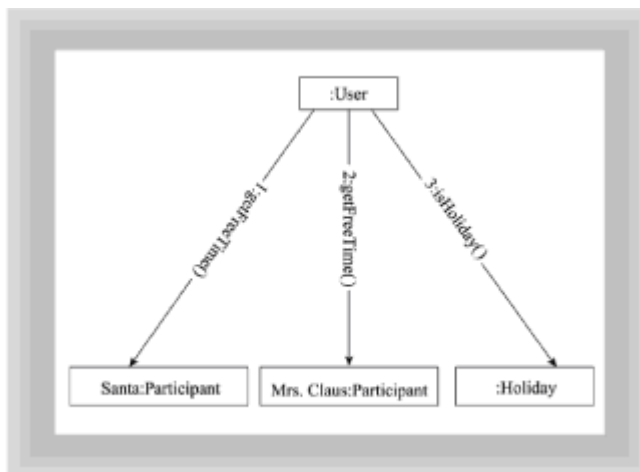 :User
1:getFreeTime()
2:getFreeTime()
3:isHoliday()
Santa:Participant
Mrs. Claus:Participant
:Holiday